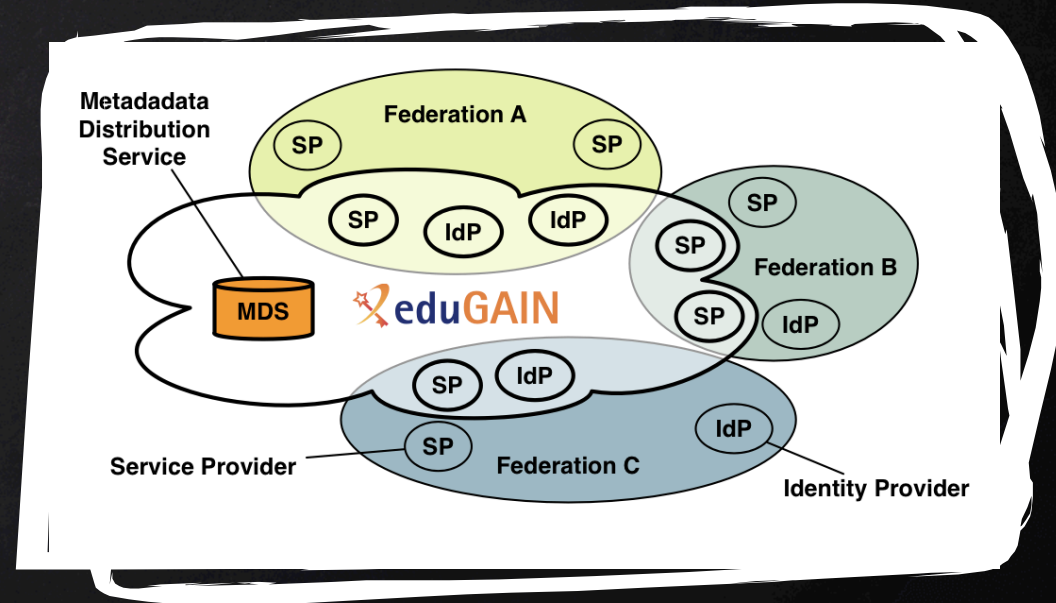 Metadadata
Distribution
Service
Federation A
SP
SP
SP
IdP
IdP
SP
SP
Federation B
SP
IdP
MDS
eduGAIN
SP
IdP
SP
IdP
Federation C
Service Provider
Identity Provider